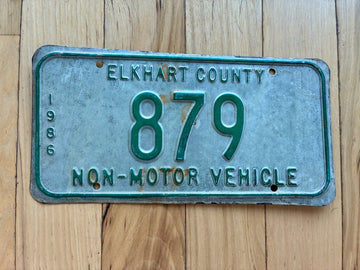 ELKHART COUNTY
1986
879
NON-MOTOR VEHICLE